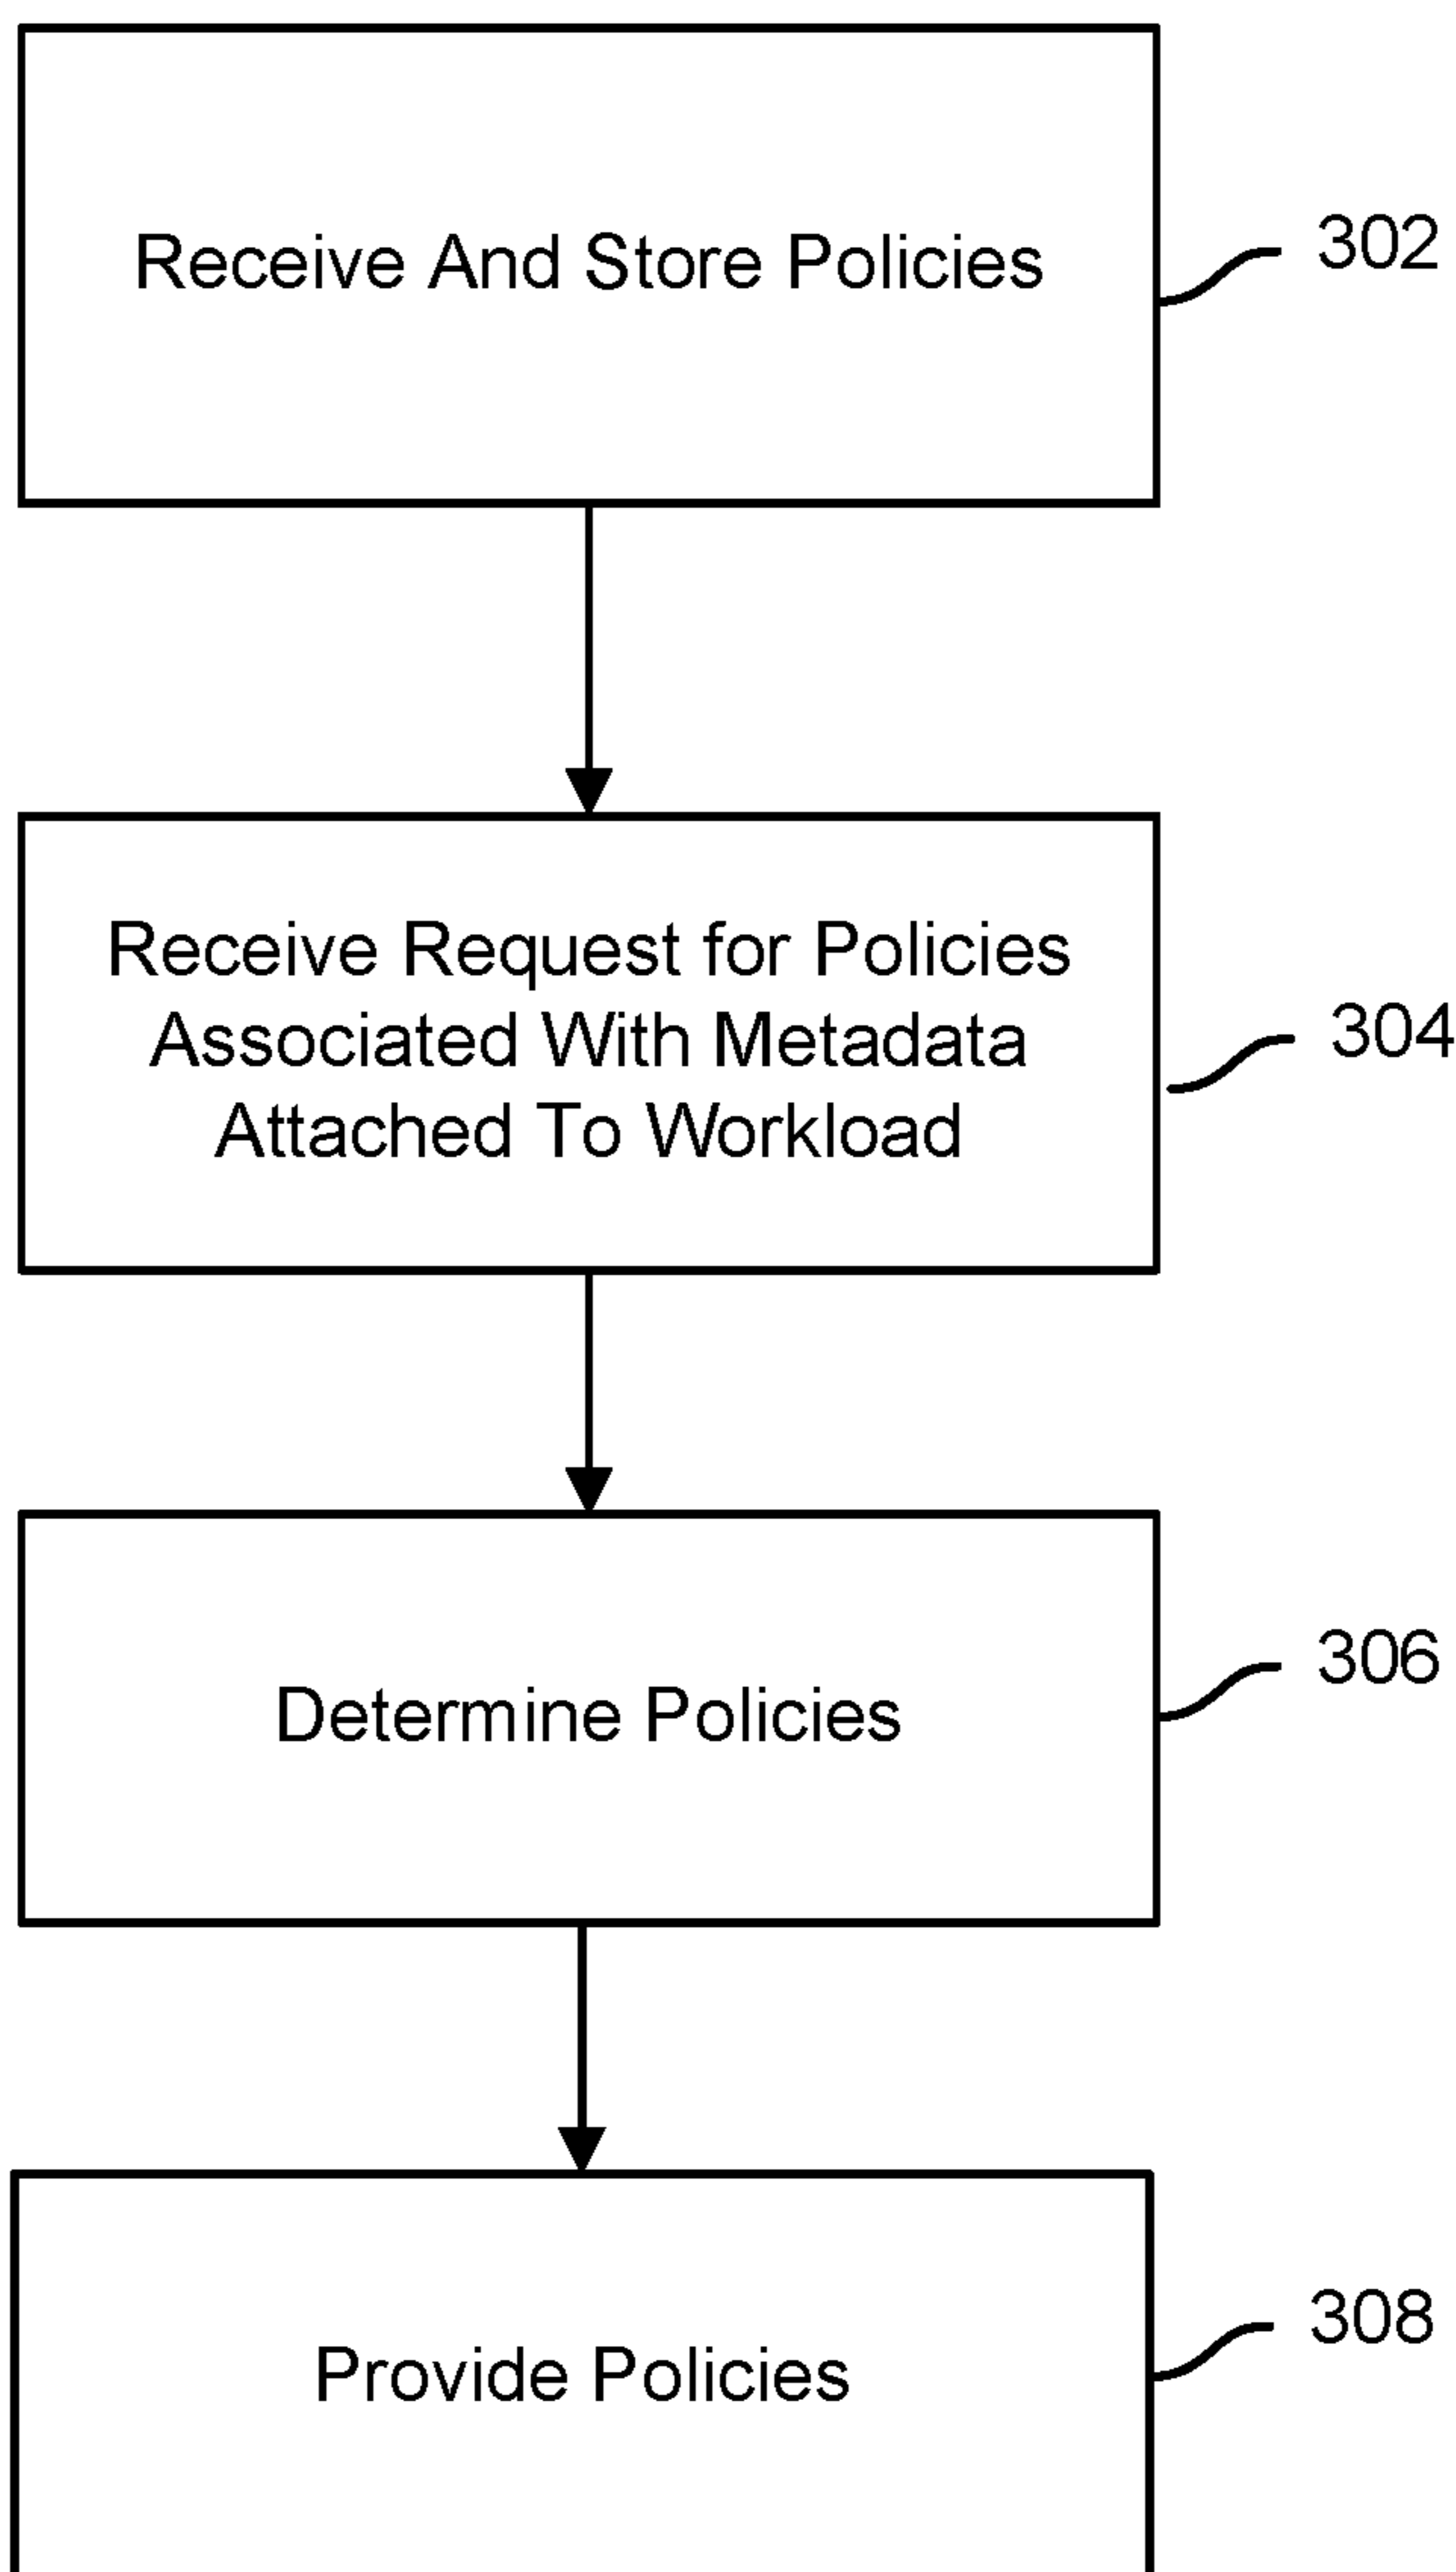 Receive And Store Policies
302
Receive Request for Policies
Associated With Metadata
Attached To Workload
304
Determine Policies
306
Provide Policies
308